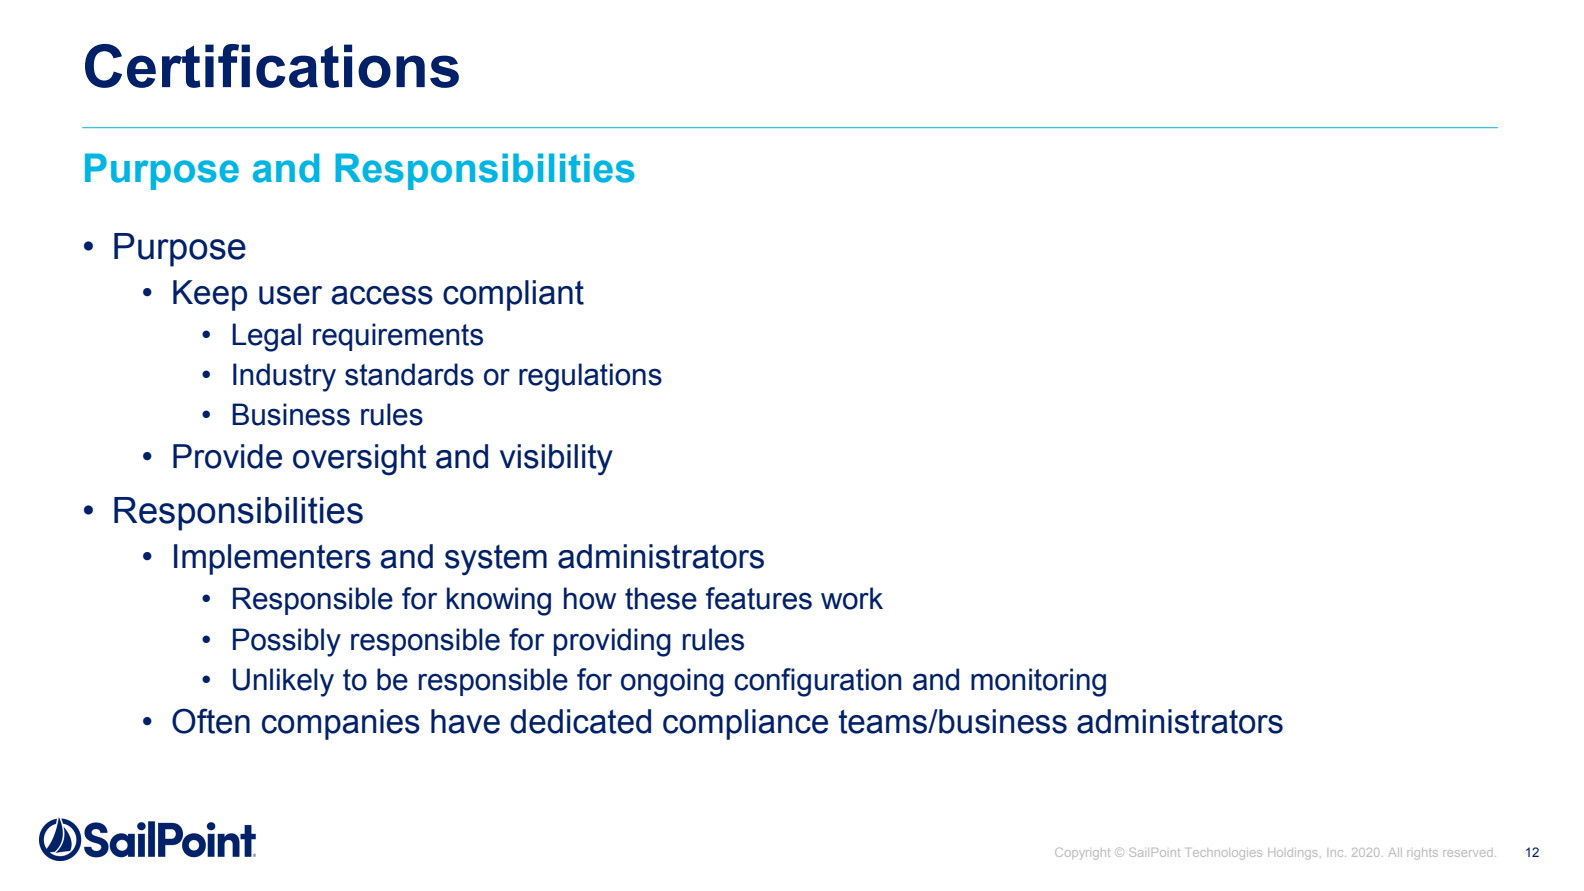 Certifications
Purpose and Responsibilities
• Purpose
• Keep user access compliant
• Legal requirements
• Industry standards or regulations
• Business rules
• Provide oversight and visibility
• Responsibilities
• Implementers and system administrators
• Responsible for knowing how these features work
• Possibly responsible for providing rules
• Unlikely to be responsible for ongoing configuration and monitoring
• Often companies have dedicated compliance teams/business administrators
SailPoint
Copyright © SailPoint Technologies Holdings, Inc. 2020. All rights reserved. 12